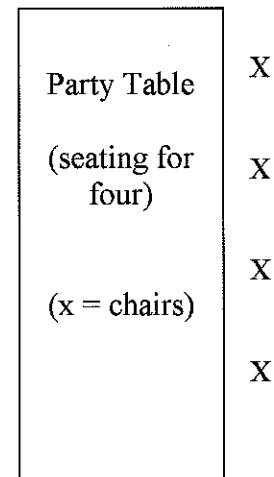 Party Table
X
(seating for
four)
X
(x = chairs)
X
X